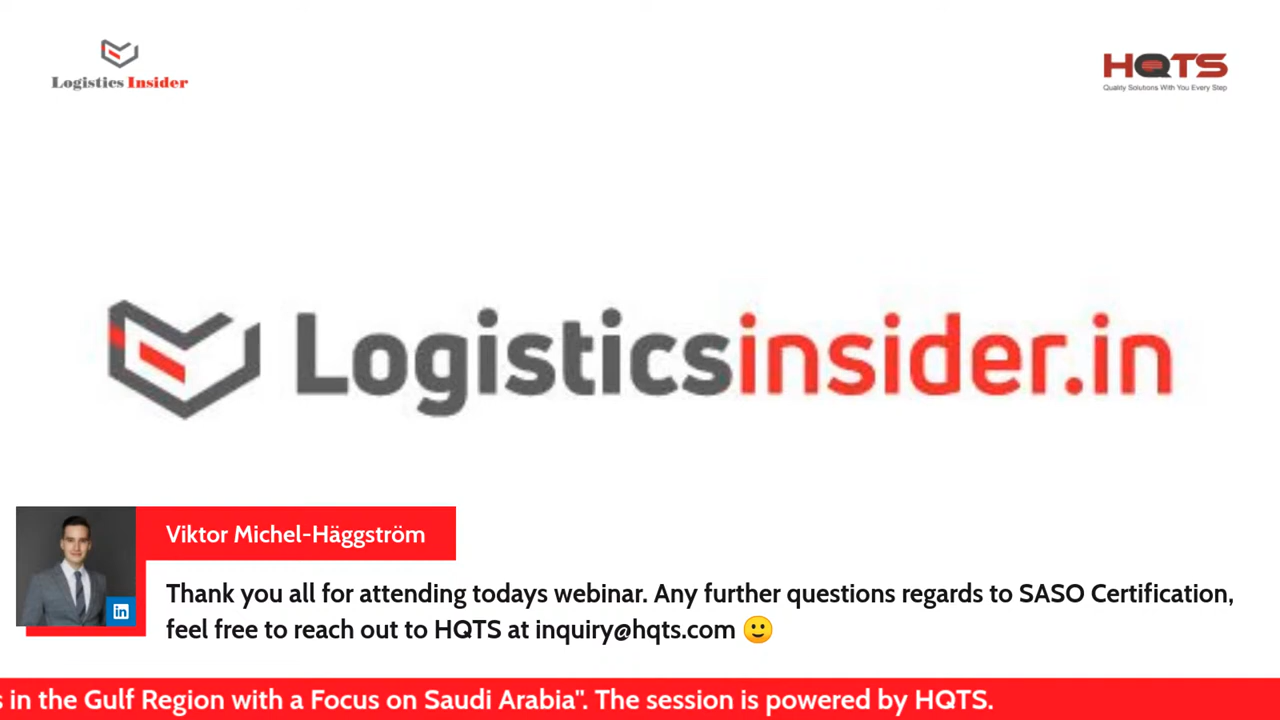 Logistics Insider
HQTS
Quality Solutions With You Every Step
Logisticsinsider.in
Viktor Michel-Häggström
Thank you all for attending todays webinar. Any further questions regards to SASO Certification,
feel free to reach out to HQTS at inquiry@hqts.com 🙂
in
s in the Gulf Region with a Focus on Saudi Arabia". The session is powered by HQTS.